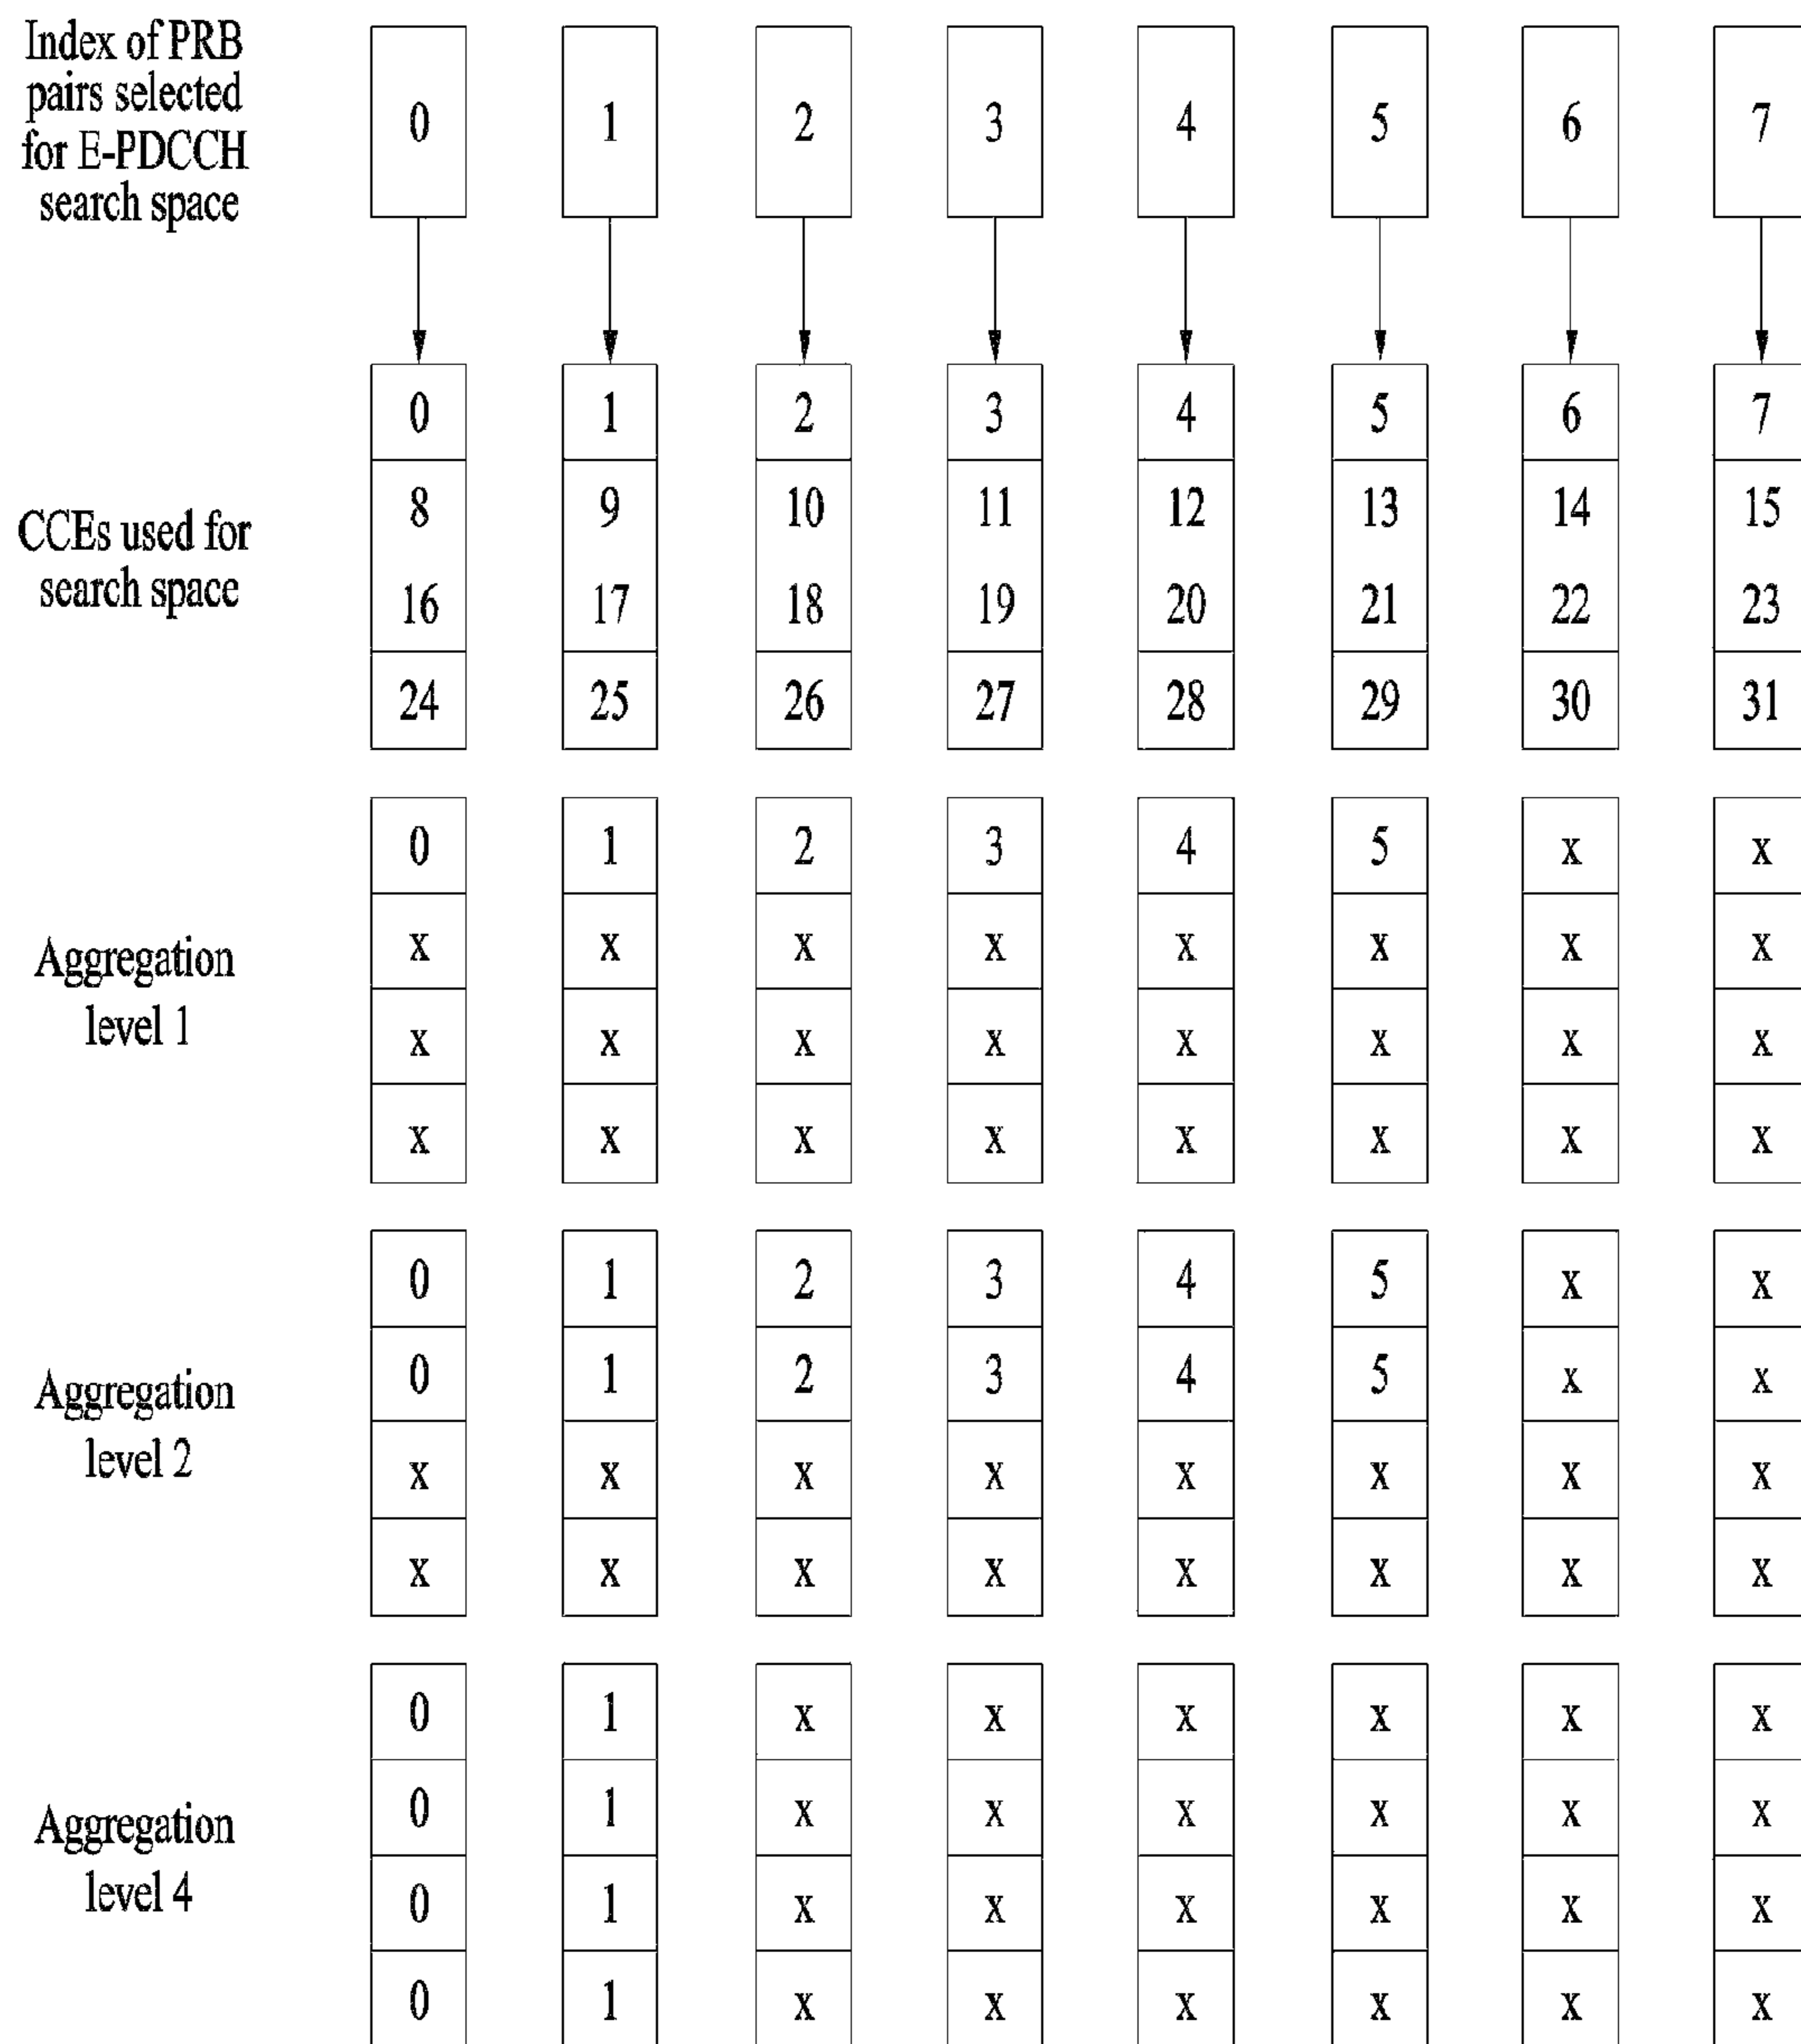 Index of PRB
pairs selected
for E-PDCCH
search space
0 1 2 3 4 5 6 7
CCEs used for
search space
0 1 2 3 4 5 6 7
8 9 10 11 12 13 14 15
16 17 18 19 20 21 22 23
24 25 26 27 28 29 30 31
Aggregation
level 1
0 1 2 3 4 5 x x
x x x x x x x x
x x x x x x x x
x x x x x x x x
Aggregation
level 2
0 1 2 3 4 5 x x
0 1 2 3 4 5 x x
x x x x x x x x
x x x x x x x x
Aggregation
level 4
0 1 x x x x x x
0 1 x x x x x x
0 1 x x x x x x
0 1 x x x x x x